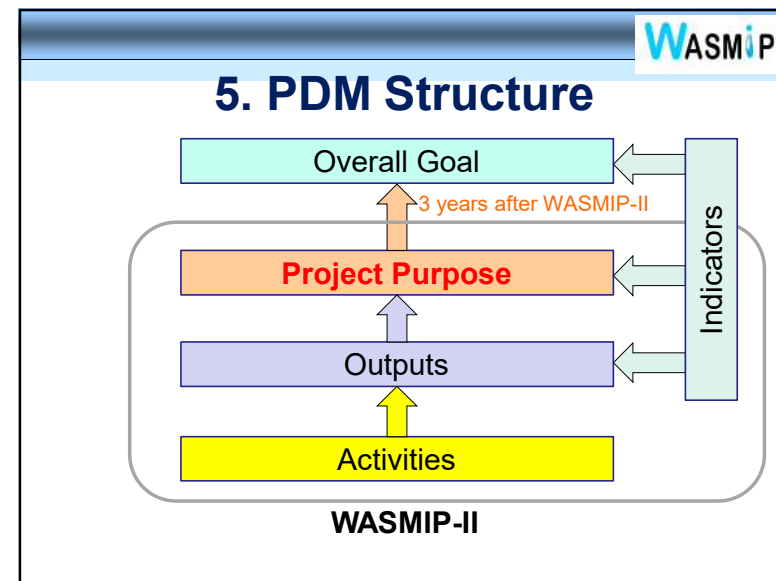 WASMiP
5. PDM Structure
Overall Goal
3 years after WASMIP-II
Project Purpose
Outputs
Activities
Indicators
WASMIP-II